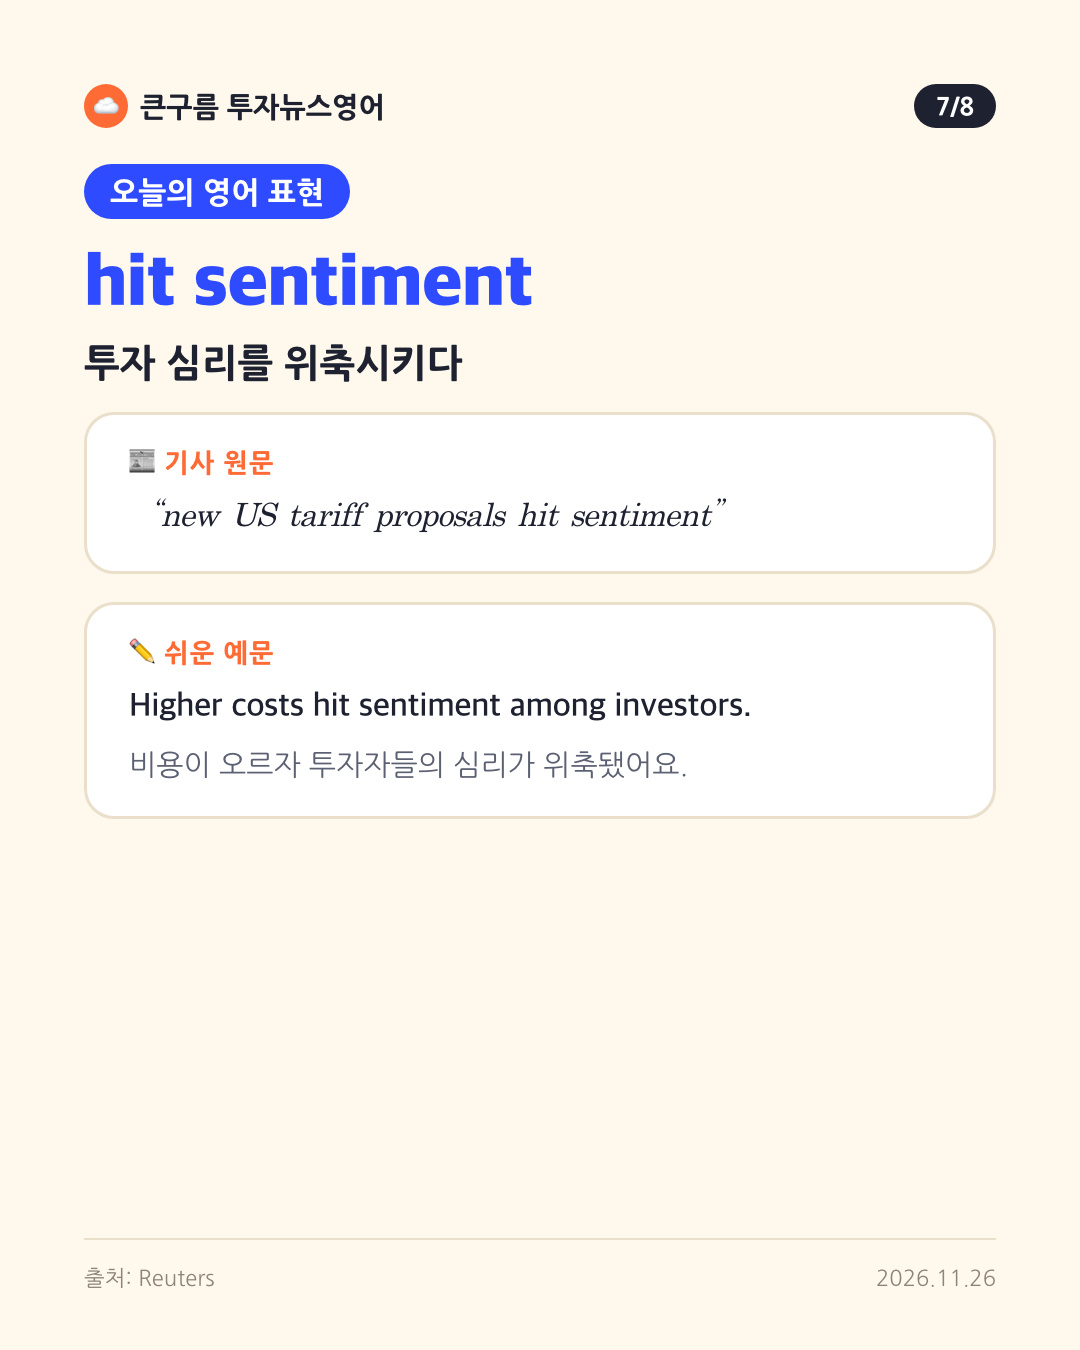 큰구름 투자뉴스영어
7/8
오늘의 영어 표현
hit sentiment
투자 심리를 위축시키다
기사 원문
“new US tariff proposals hit sentiment”
쉬운 예문
Higher costs hit sentiment among investors.
비용이 오르자 투자자들의 심리가 위축됐어요.
출처: Reuters
2026.11.26